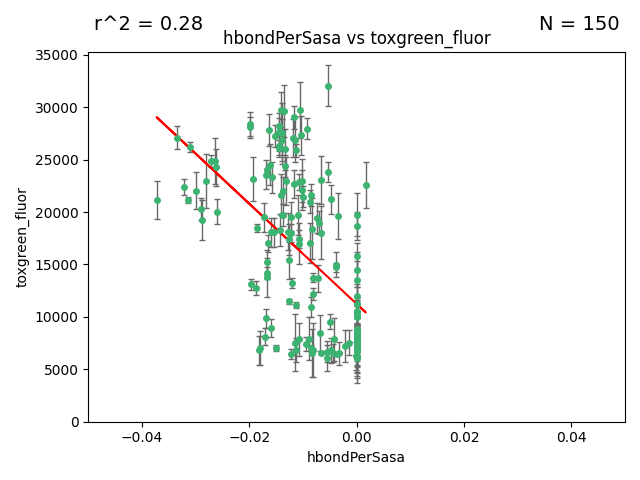 r^2 = 0.28
N = 150
hbondPerSasa vs toxgreen_fluor
35000
30000
25000
20000
15000
10000
5000
0
toxgreen_fluor
−0.04
−0.02
0.00
0.02
0.04
hbondPerSasa